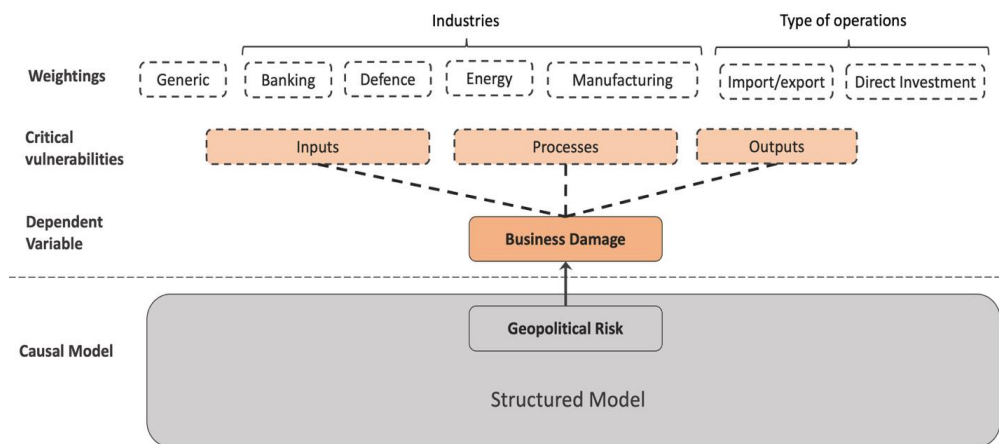 Industries
Type of operations
Weightings
Generic
Banking
Defence
Energy
Manufacturing
Import/export
Direct Investment
Critical
vulnerabilities
Inputs
Processes
Outputs
Dependent
Variable
Business Damage
Geopolitical Risk
Causal Model
Structured Model